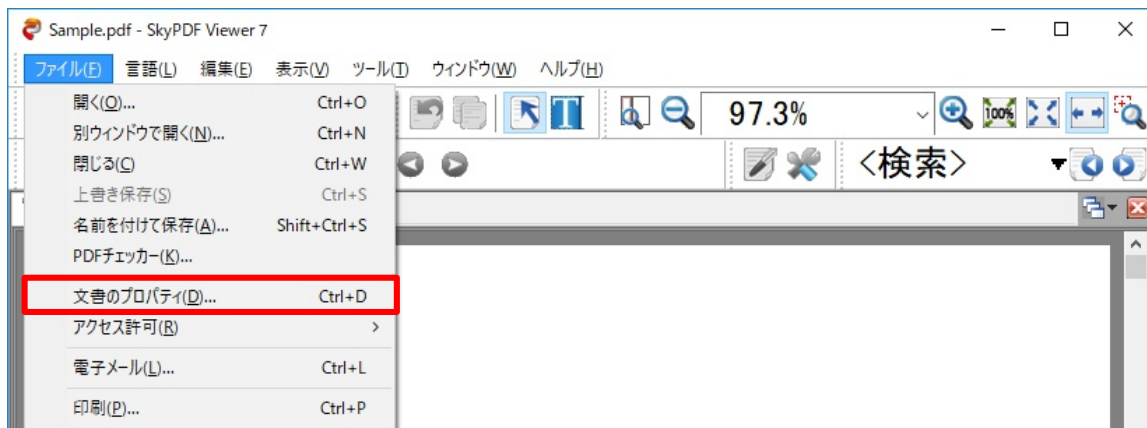 Sample.pdf - SkyPDF Viewer 7
ファイル(F) 言語(L) 編集(E) 表示(V) ツール(T) ウィンドウ(W) ヘルプ(H)
開く(O)... Ctrl+O
97.3%
100%
別ウィンドウで開く(N)... Ctrl+N
閉じる(C) Ctrl+W
<検索>
上書き保存(S) Ctrl+S
名前を付けて保存(A)... Shift+Ctrl+S
PDFチェッカー(K)...
文書のプロパティ(D)... Ctrl+D
アクセス許可(R)
電子メール(L)... Ctrl+L
印刷(P)... Ctrl+P